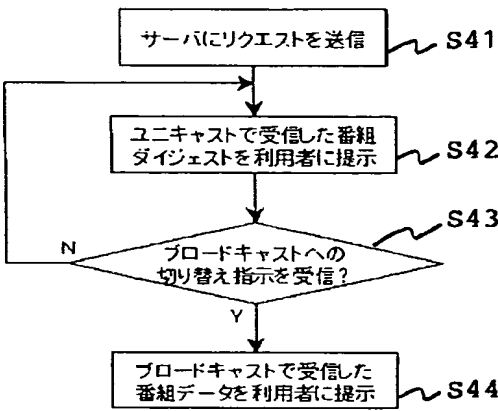 サーバにリクエストを送信
S41
ユニキャストで受信した番組
ダイジェストを利用者に提示
S42
S43
ブロードキャストへの
切り替え指示を受信?
N
Y
ブロードキャストで受信した
番組データを利用者に提示
S44